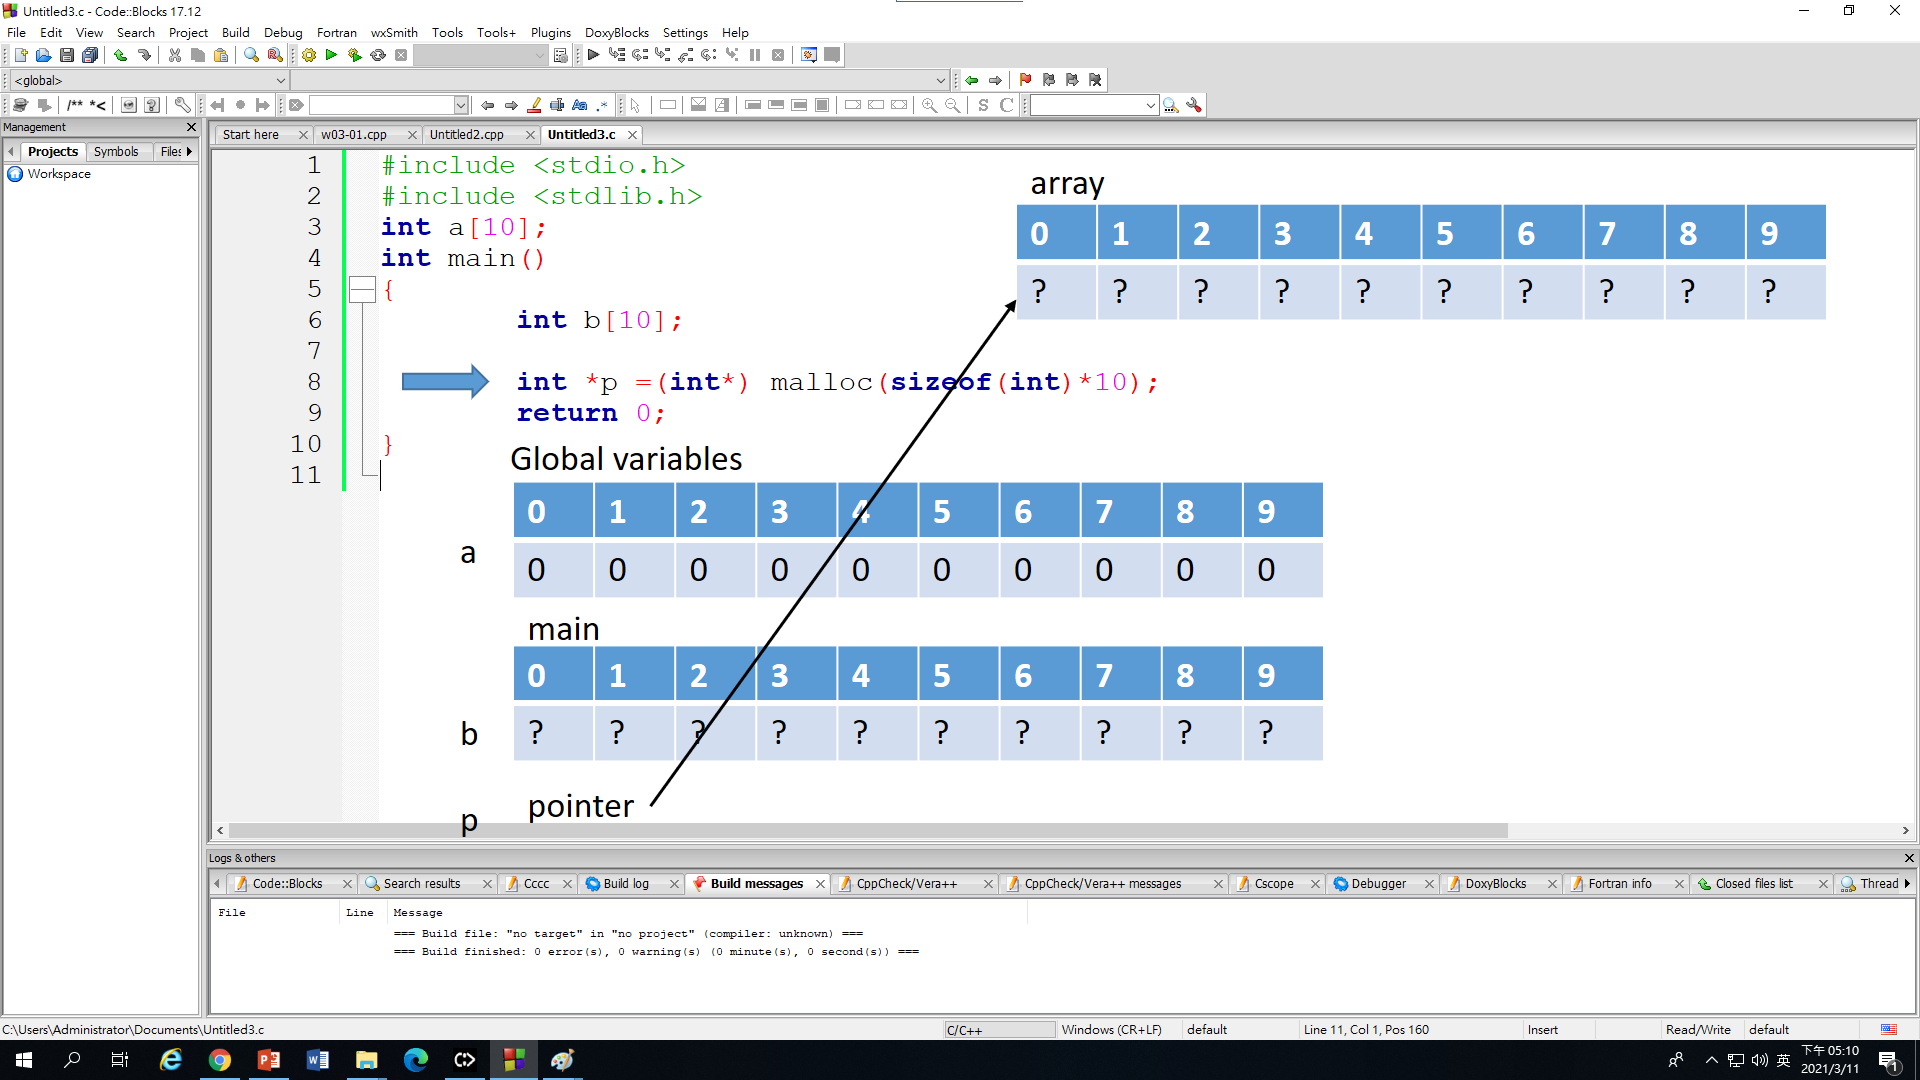 Untitled3.c - Code::Blocks 17.12
File Edit View Search Project Build Debug Fortran wxSmith Tools Tools+ Plugins DoxyBlocks Settings Help
<global>
/** *<
Aa .*
S C
Management
Projects Symbols Files
Workspace
Start here w03-01.cpp Untitled2.cpp Untitled3.c
1 #include <stdio.h>
2 #include <stdlib.h>
3 int a[10];
4 int main()
5 {
6 int b[10];
7
8 int *p =(int*) malloc(sizeof(int)*10);
9 return 0;
10 }
11
array
0 1 2 3 4 5 6 7 8 9
? ? ? ? ? ? ? ? ? ?
Global variables
0 1 2 3 4 5 6 7 8 9
a
0 0 0 0 0 0 0 0 0 0
main
0 1 2 3 4 5 6 7 8 9
b
? ? ? ? ? ? ? ? ? ?
p pointer
Logs & others
Code::Blocks Search results Cccc Build log Build messages CppCheck/Vera++ CppCheck/Vera++ messages Cscope Debugger DoxyBlocks Fortran info Closed files list Thread
File Line Message
=== Build file: "no target" in "no project" (compiler: unknown) ===
=== Build finished: 0 error(s), 0 warning(s) (0 minute(s), 0 second(s)) ===
C:\Users\Administrator\Documents\Untitled3.c C/C++ Windows (CR+LF) default Line 11, Col 1, Pos 160 Insert Read/Write default
英 下午 05:10
2021/3/11
1